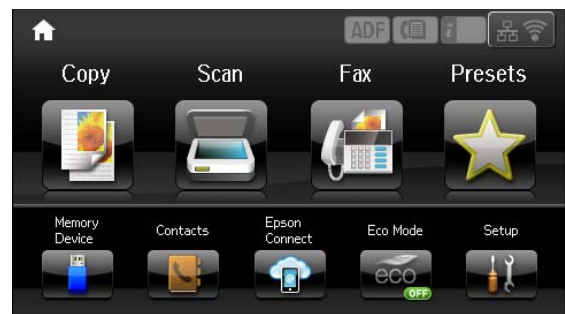 ADF i
Copy Scan Fax Presets
Memory Device Contacts Epson Connect Eco Mode Setup
eco
OFF